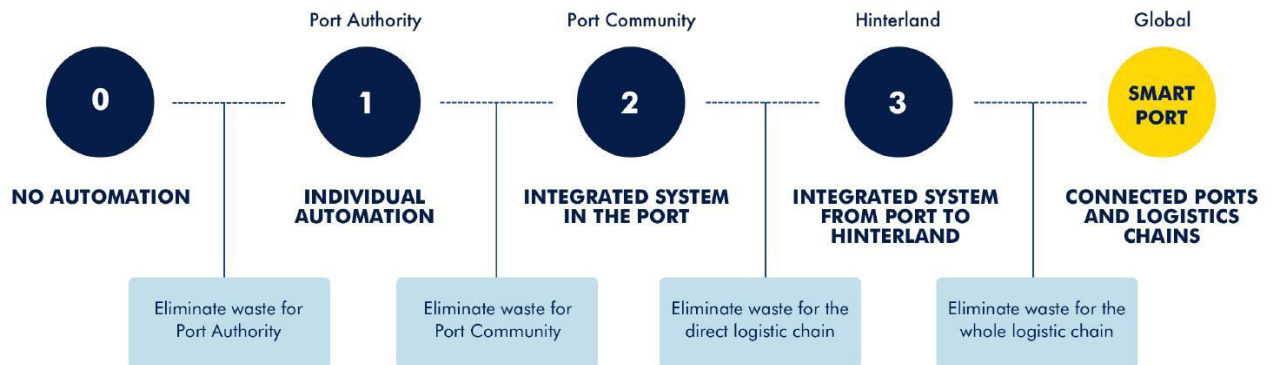 Port Authority
Port Community
Hinterland
Global
0
1
2
3
SMART
PORT
NO AUTOMATION
INDIVIDUAL
AUTOMATION
INTEGRATED SYSTEM
IN THE PORT
INTEGRATED SYSTEM
FROM PORT TO
HINTERLAND
CONNECTED PORTS
AND LOGISTICS
CHAINS
Eliminate waste for
Port Authority
Eliminate waste for
Port Community
Eliminate waste for the
direct logistic chain
Eliminate waste for the
whole logistic chain